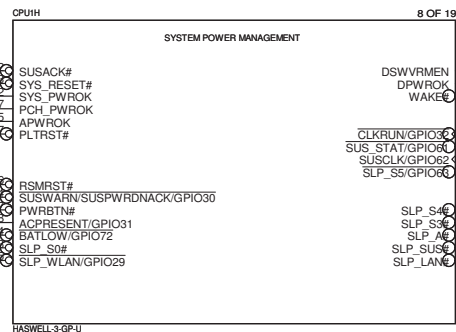 CPU1H
8 OF 19
SYSTEM POWER MANAGEMENT
SUSACK#
SYS_RESET#
SYS_PWROK
PCH_PWROK
APWROK
PLTRST#
RSMRST#
SUSWARN/SUSPWRDNACK/GPIO30
PWRBTN#
ACPRESENT/GPIO31
BATLOW/GPIO72
SLP_S0#
SLP_WLAN/GPIO29
DSWVRMEN
DPWROK
WAKE#
CLKRUN/GPIO32
SUS_STAT/GPIO61
SUSCLK/GPIO62
SLP_S5/GPIO63
SLP_S4#
SLP_S3#
SLP_A#
SLP_SUS#
SLP_LAN#
HASWELL-3-GP-U